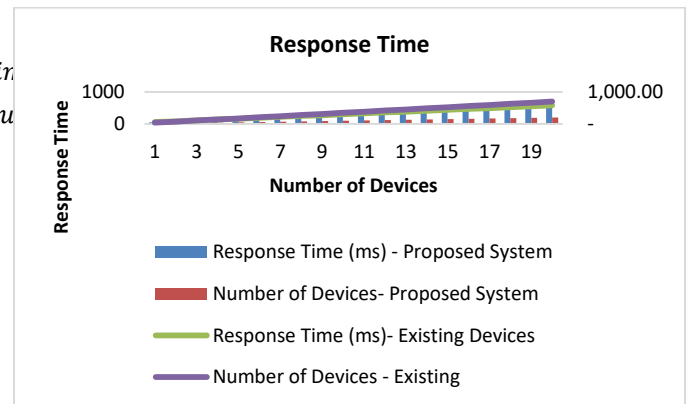 Response Time
1000
0
1,000.00
-
1 3 5 7 9 11 13 15 17 19
Number of Devices
Response Time
Response Time (ms) - Proposed System
Number of Devices- Proposed System
Response Time (ms)- Existing Devices
Number of Devices - Existing